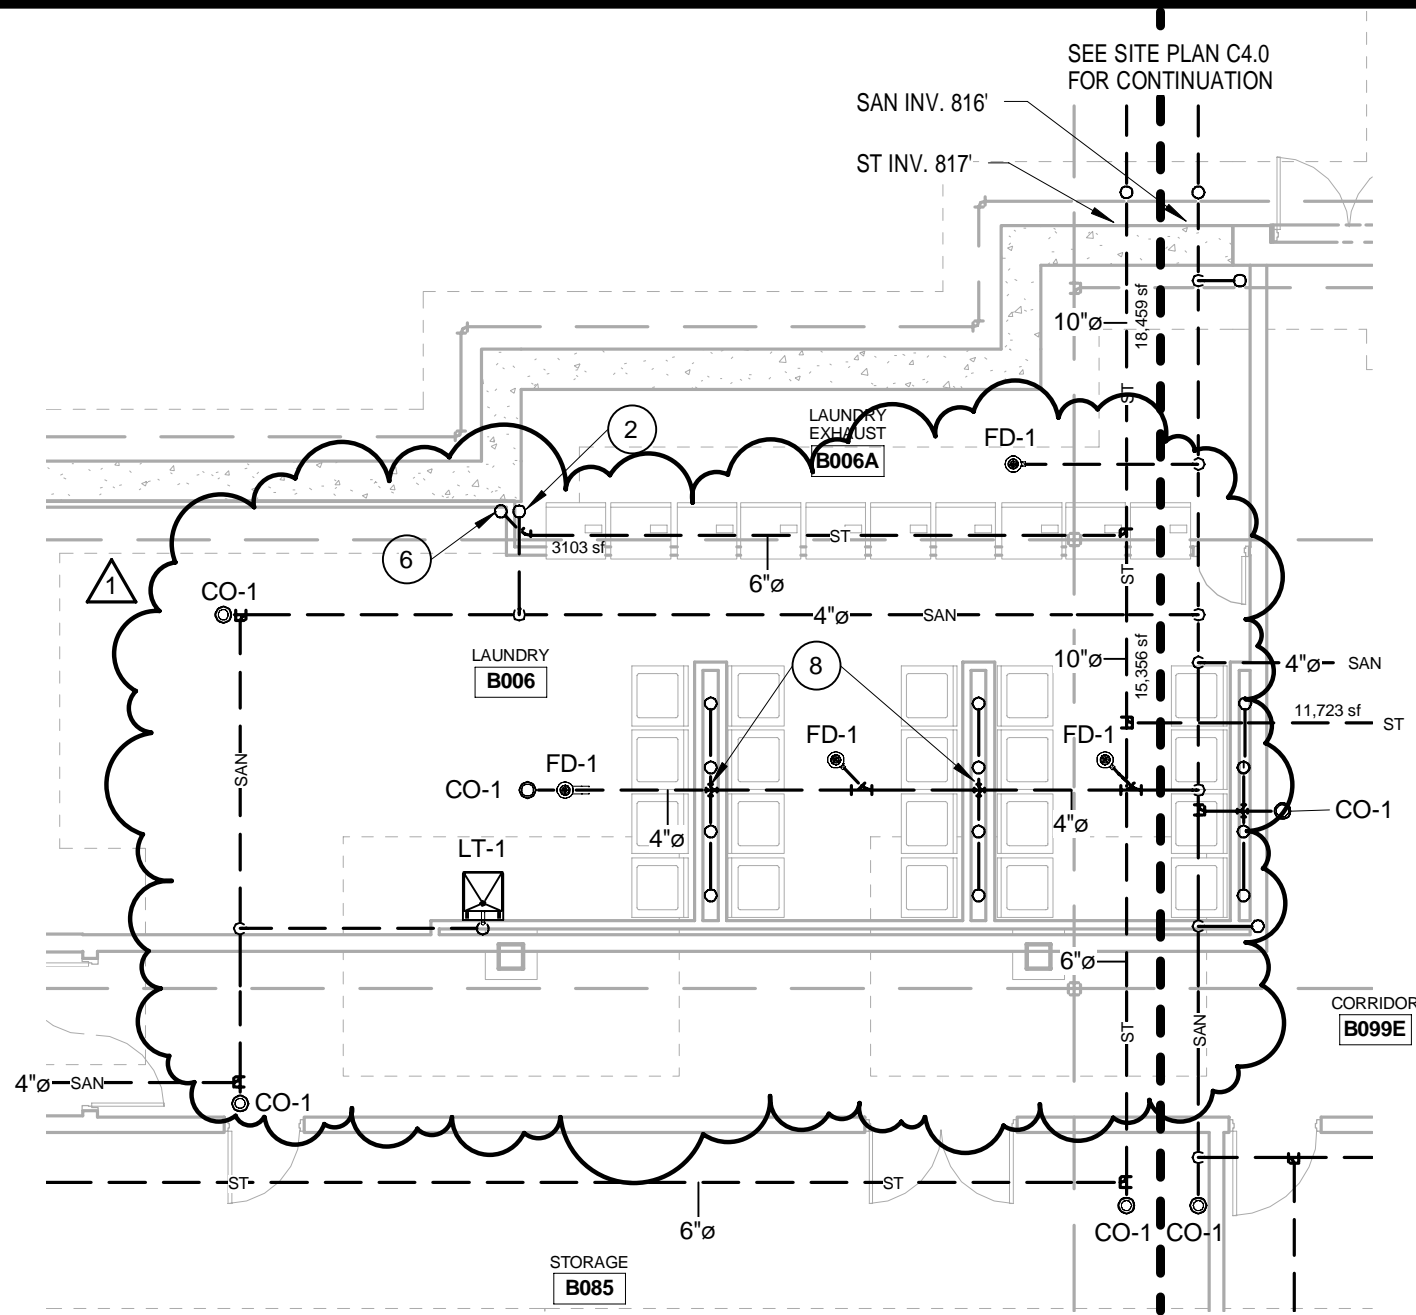 SEE SITE PLAN C4.0
FOR CONTINUATION
SAN INV. 816'
ST INV. 817'
10"ø
18,459 sf
ST
LAUNDRY
EXHAUST
B006A
FD-1
2
6
3103 sf
ST
6"ø
ST
1
CO-1
4"ø
SAN
LAUNDRY
B006
8
10"ø
15,356 sf
4"ø
SAN
11,723 sf
ST
SAN
CO-1
FD-1
FD-1
FD-1
4"ø
4"ø
CO-1
LT-1
6"ø
CORRIDOR
B099E
ST
SAN
4"ø
SAN
CO-1
ST
ST
6"ø
CO-1
CO-1
STORAGE
B085